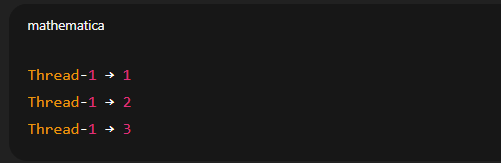 mathematica
Thread-1 → 1
Thread-1 → 2
Thread-1 → 3